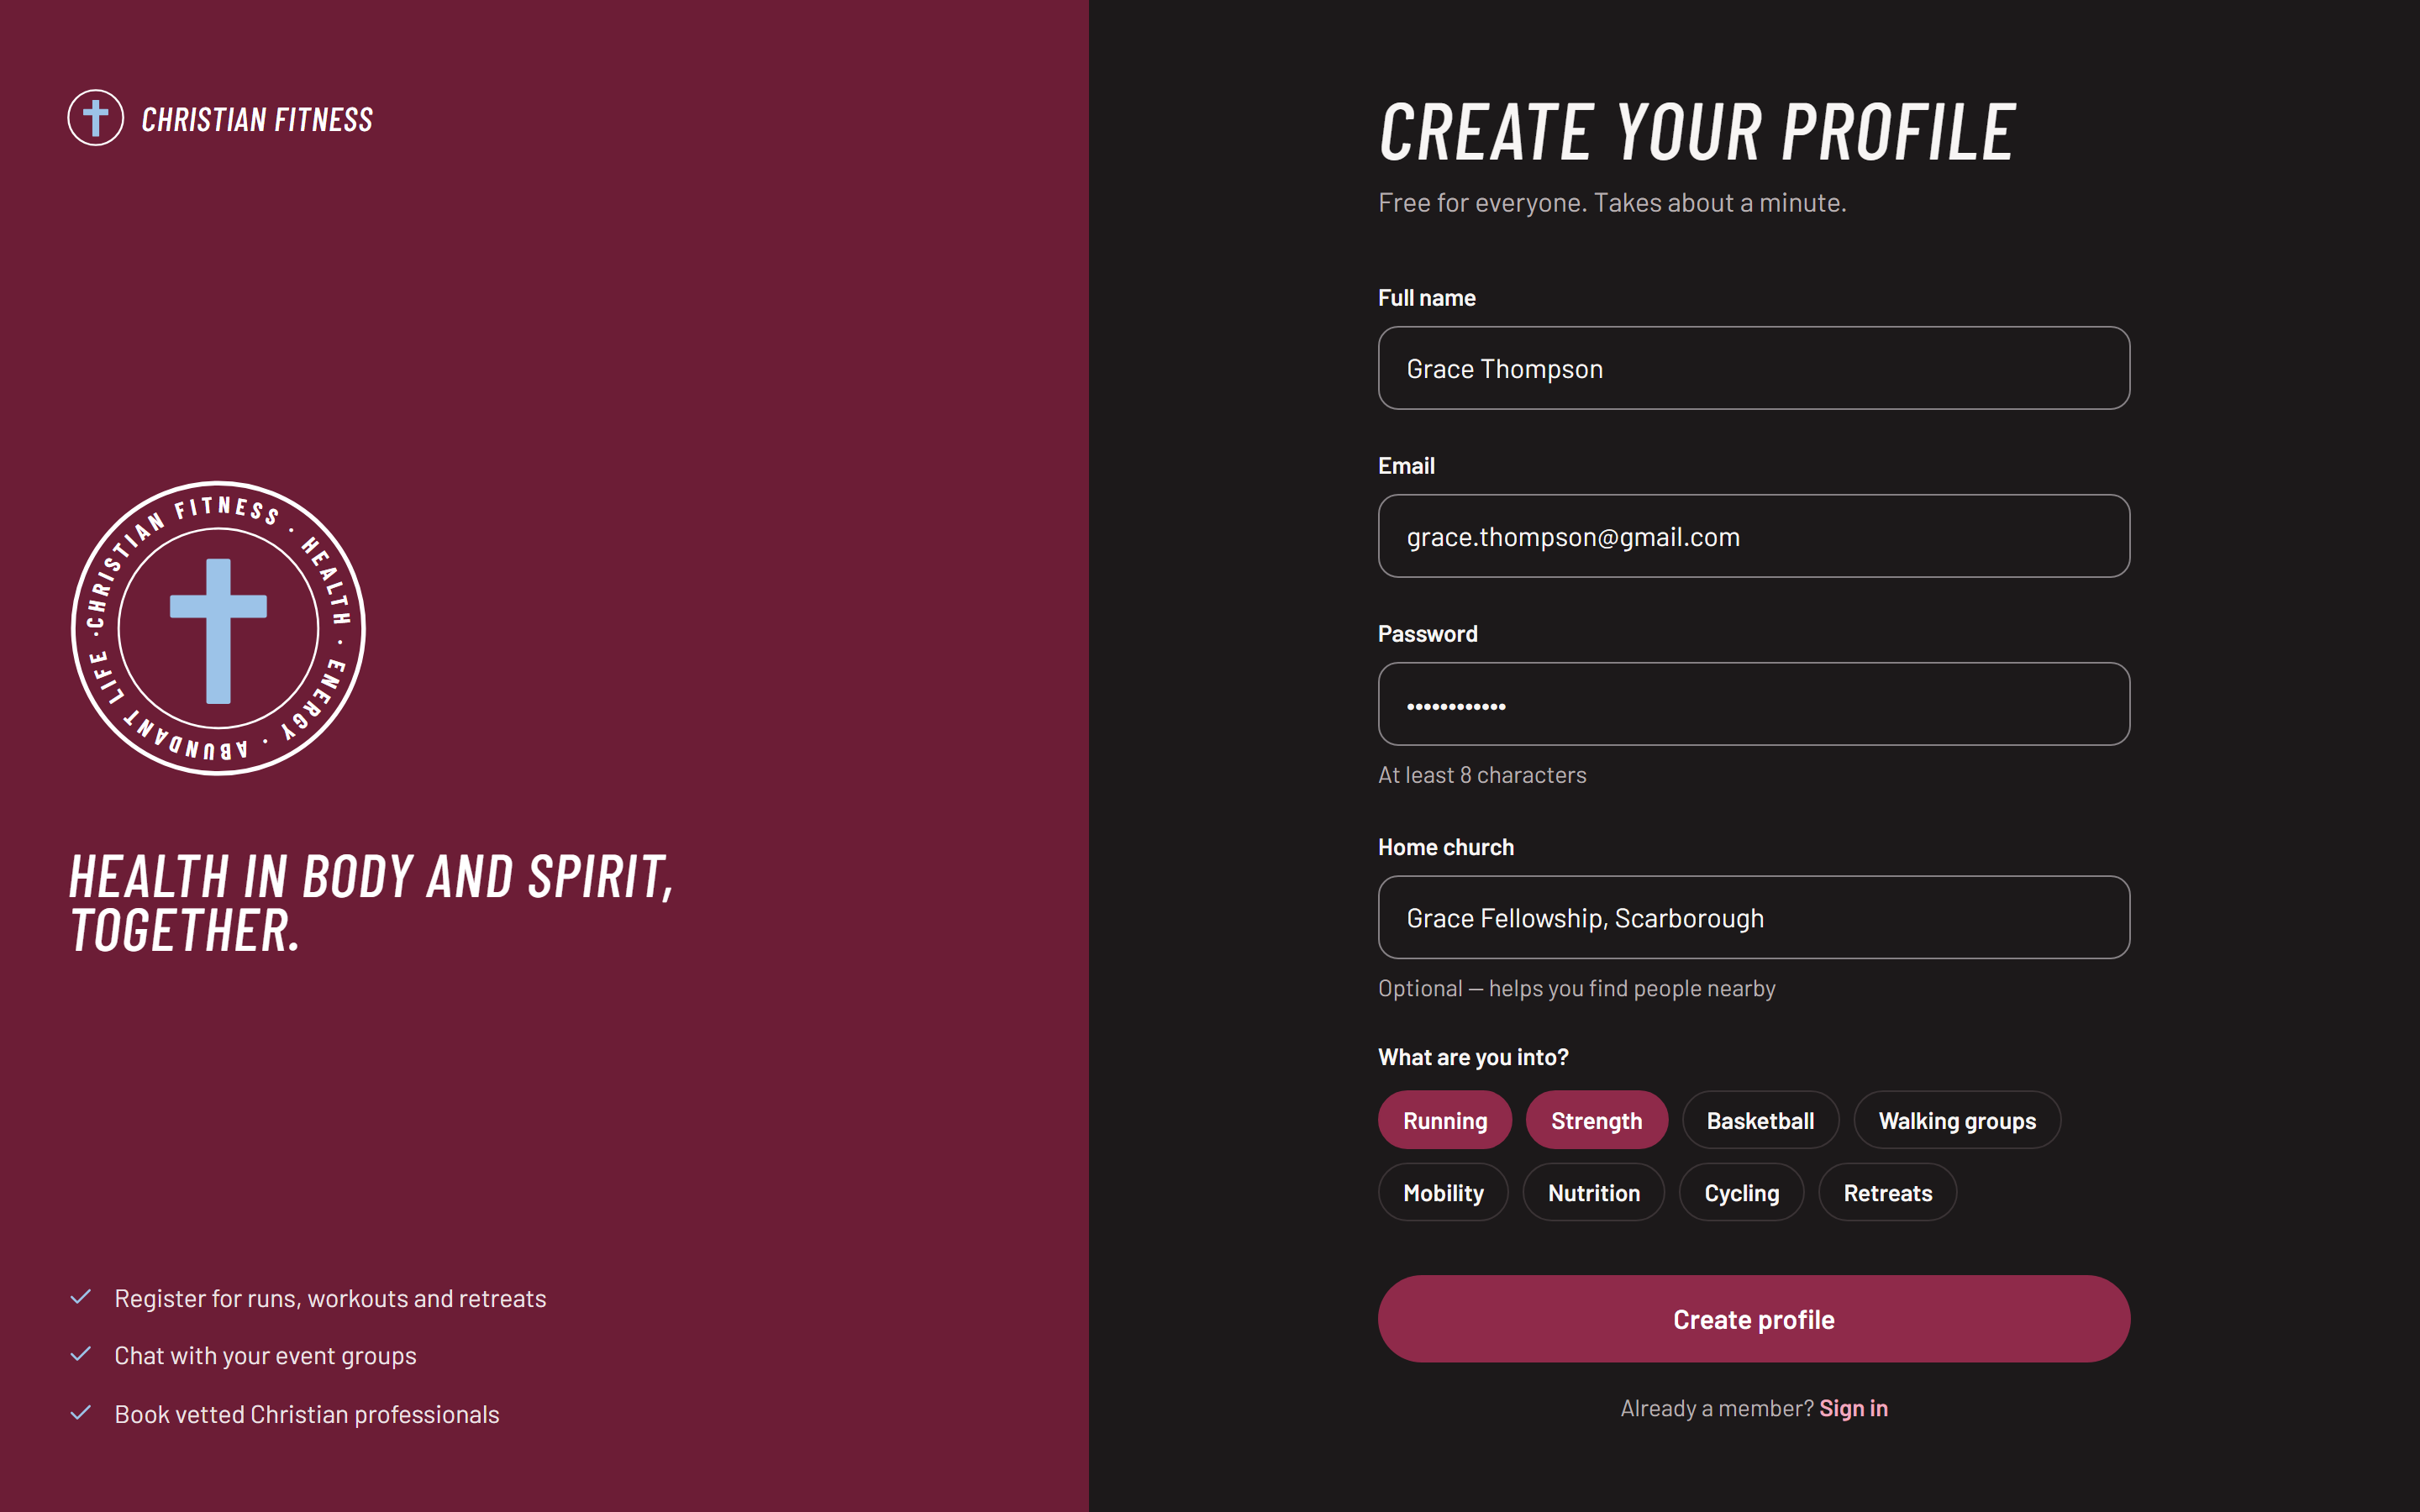 CHRISTIAN FITNESS
CHRISTIAN FITNESS · HEALTH · ENERGY · ABUNDANT LIFE ·
HEALTH IN BODY AND SPIRIT,
TOGETHER.
Register for runs, workouts and retreats
Chat with your event groups
Book vetted Christian professionals
CREATE YOUR PROFILE
Free for everyone. Takes about a minute.
Full name
Grace Thompson
Email
grace.thompson@gmail.com
Password
••••••••••••
At least 8 characters
Home church
Grace Fellowship, Scarborough
Optional — helps you find people nearby
What are you into?
Running Strength Basketball Walking groups
Mobility Nutrition Cycling Retreats
Create profile
Already a member? Sign in